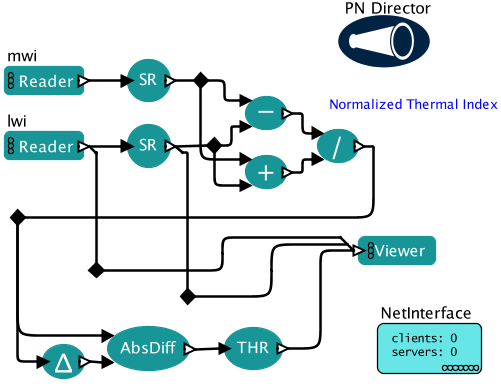 PN Director
mwi
Reader
SR
Normalized Thermal Index
lwi
Reader
SR
−
+
/
Viewer
NetInterface
clients: 0
servers: 0
Δ
AbsDiff
THR